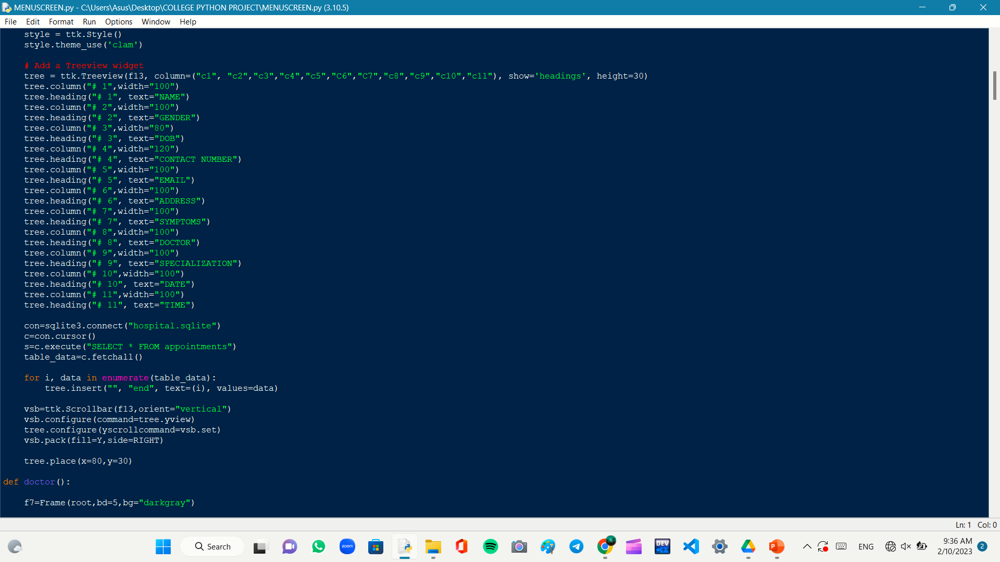 MENUSCREEN.py - C:\Users\Asus\Desktop\COLLEGE PYTHON PROJECT\MENUSCREEN.py (3.10.5)
File Edit Format Run Options Window Help
    style = ttk.Style()
    style.theme_use('clam')

    # Add a Treeview widget
    tree = ttk.Treeview(f13, column=("c1", "c2","c3","c4","c5","C6","C7","c8","c9","c10","c11"), show='headings', height=30)
    tree.column("# 1",width="100")
    tree.heading("# 1", text="NAME")
    tree.column("# 2",width="100")
    tree.heading("# 2", text="GENDER")
    tree.column("# 3",width="80")
    tree.heading("# 3", text="DOB")
    tree.column("# 4",width="120")
    tree.heading("# 4", text="CONTACT NUMBER")
    tree.column("# 5",width="100")
    tree.heading("# 5", text="EMAIL")
    tree.column("# 6",width="100")
    tree.heading("# 6", text="ADDRESS")
    tree.column("# 7",width="100")
    tree.heading("# 7", text="SYMPTOMS")
    tree.column("# 8",width="100")
    tree.heading("# 8", text="DOCTOR")
    tree.column("# 9",width="100")
    tree.heading("# 9", text="SPECIALIZATION")
    tree.column("# 10",width="100")
    tree.heading("# 10", text="DATE")
    tree.column("# 11",width="100")
    tree.heading("# 11", text="TIME")

    con=sqlite3.connect("hospital.sqlite")
    c=con.cursor()
    s=c.execute("SELECT * FROM appointments")
    table_data=c.fetchall()

    for i, data in enumerate(table_data):
        tree.insert("", "end", text=(i), values=data)

    vsb=ttk.Scrollbar(f13,orient="vertical")
    vsb.configure(command=tree.yview)
    tree.configure(yscrollcommand=vsb.set)
    vsb.pack(fill=Y,side=RIGHT)

    tree.place(x=80,y=30)

def doctor():

    f7=Frame(root,bd=5,bg="darkgray")
Ln: 1 Col: 0
Search
zoom
DEV
C++
P
ENG
9:36 AM
2/10/2023
2